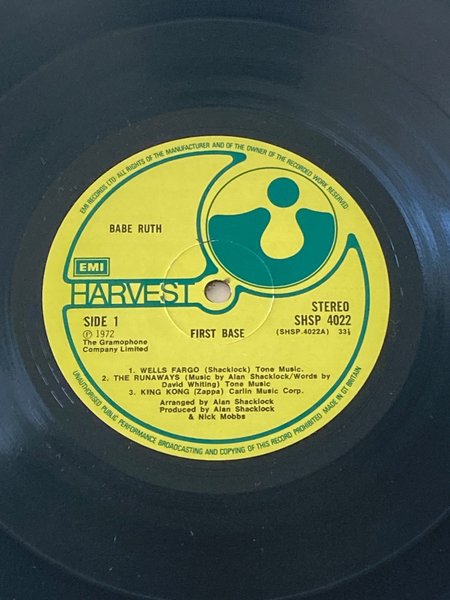 EMI RECORDS LTD ALL RIGHTS OF THE MANUFACTURER AND OF THE OWNER OF THE RECORDED WORK RESERVED
BABE RUTH
EMI
HARVEST
SIDE 1
℗ 1972
The Gramophone
Company Limited
FIRST BASE
STEREO
SHSP 4022
(SHSP.4022A) 33⅓
1. WELLS FARGO (Shacklock) Tone Music.
2. THE RUNAWAYS (Music by Alan Shacklock/Words by
David Whiting) Tone Music
3. KING KONG (Zappa) Carlin Music Corp.
Arranged by Alan Shacklock
Produced by Alan Shacklock
& Nick Mobbs
UNAUTHORISED PUBLIC PERFORMANCE BROADCASTING AND COPYING OF THIS RECORD PROHIBITED. MADE IN GT BRITAIN